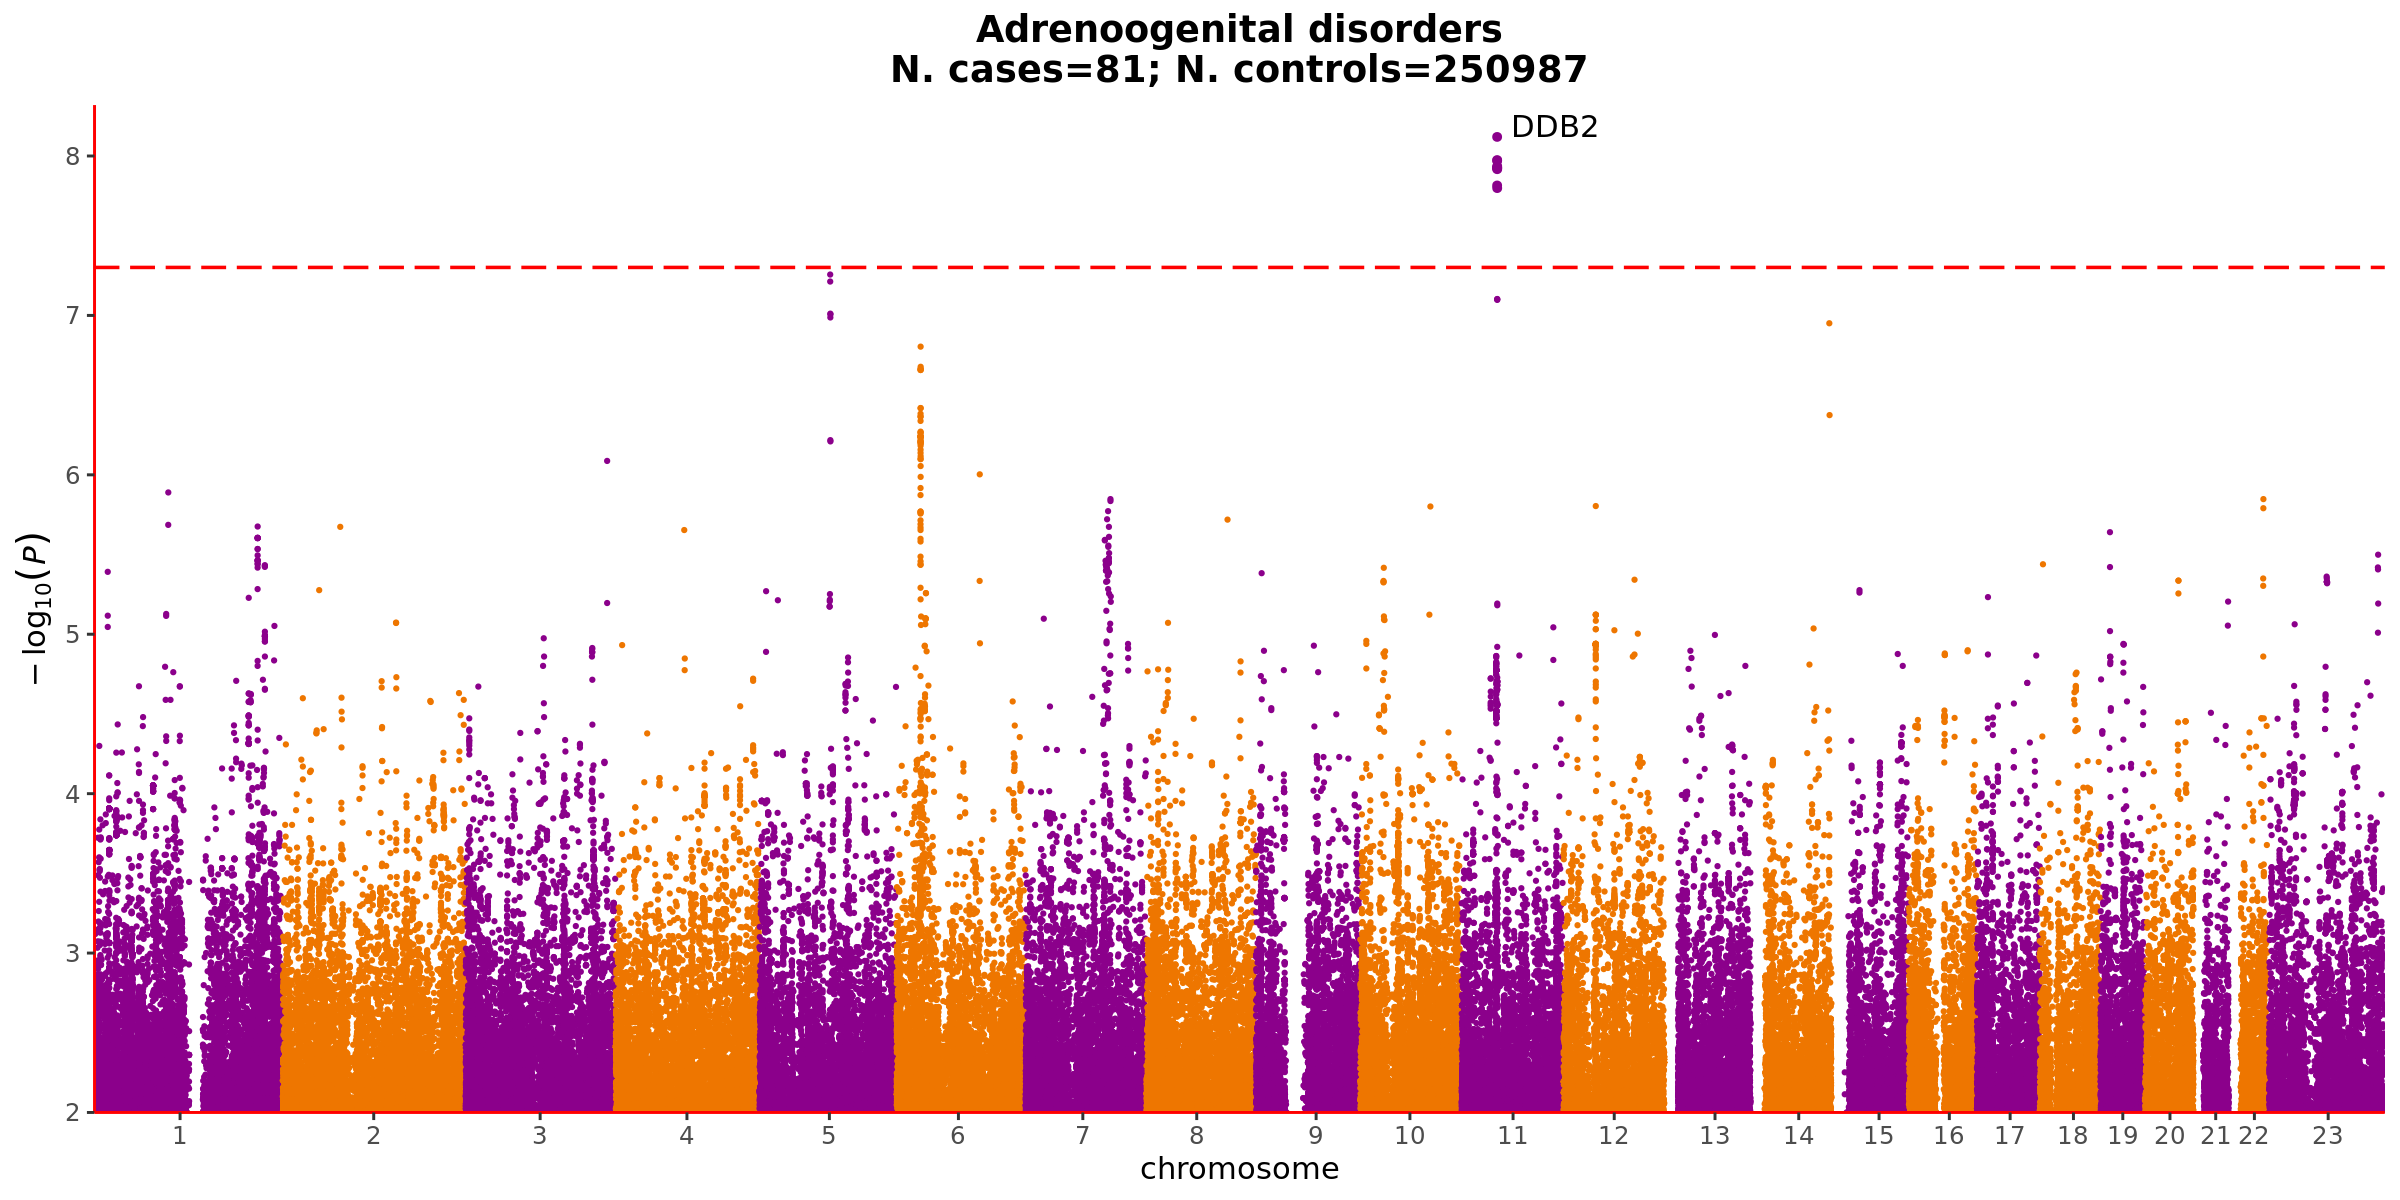 Adrenoogenital disorders
N. cases=81; N. controls=250987
DDB2
8
7
6
5
4
3
2
− log10(P)
1 2 3 4 5 6 7 8 9 10 11 12 13 14 15 16 17 18 19 20 21 22 23
chromosome